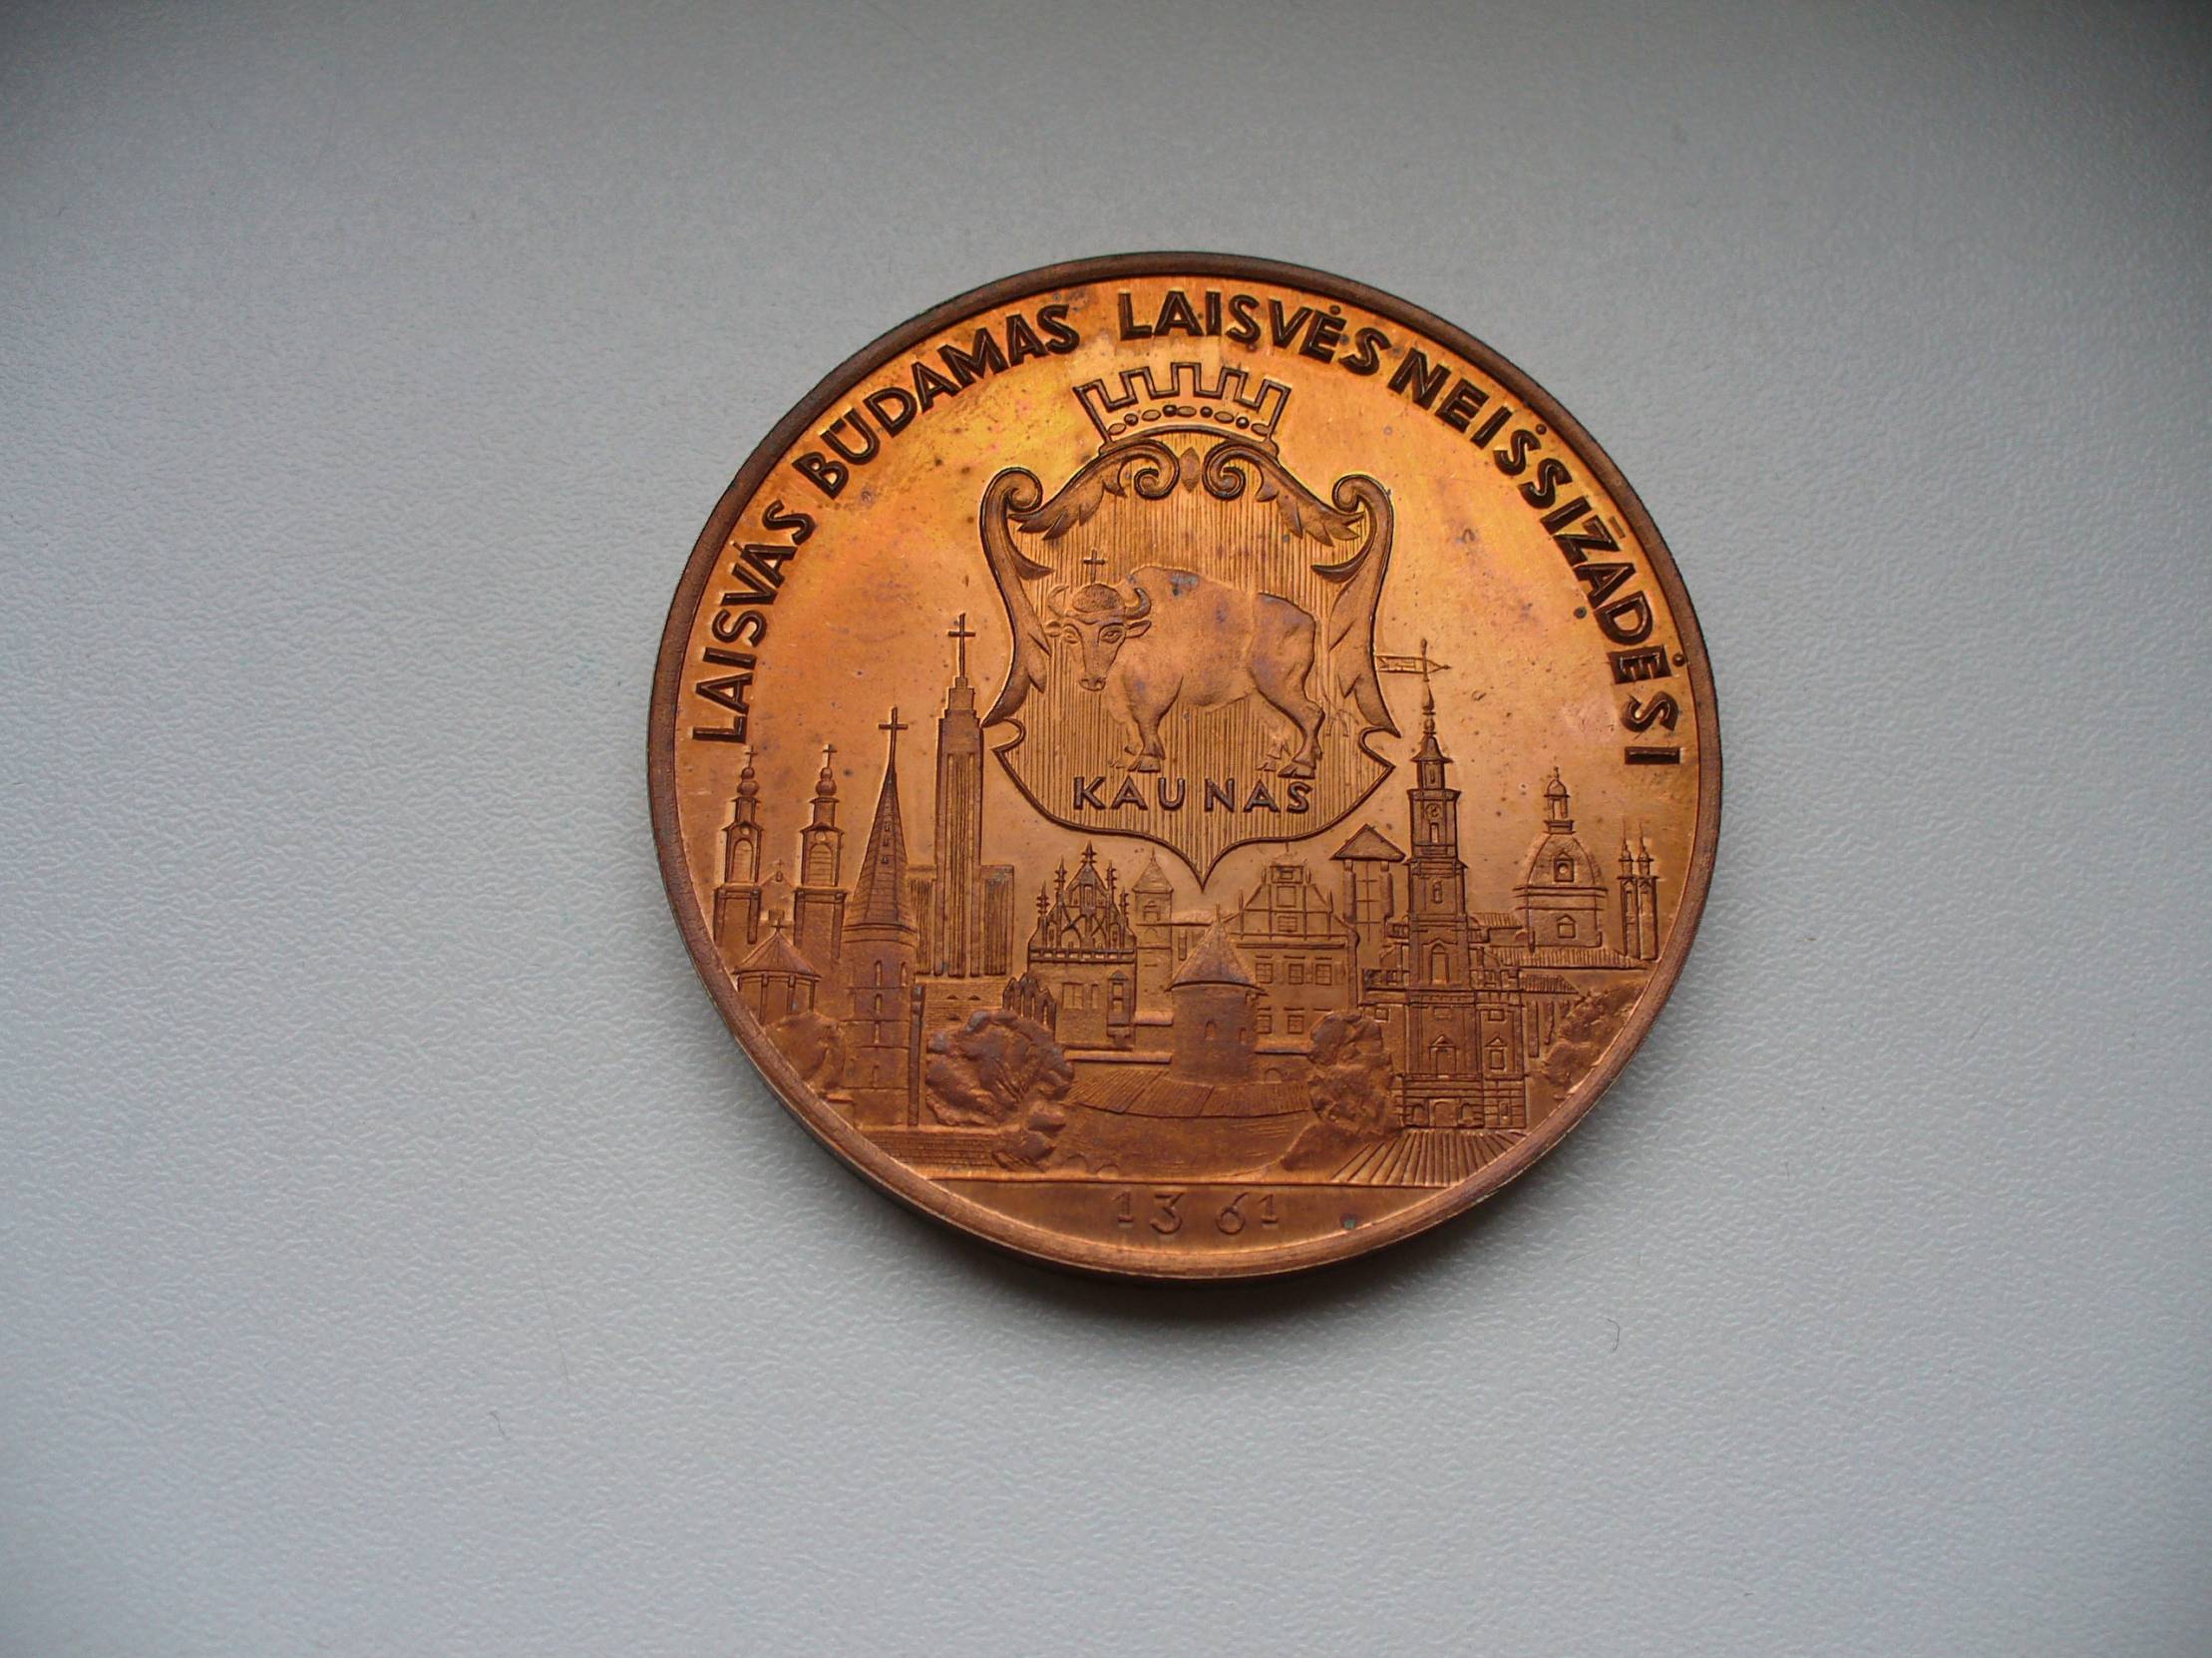 LAISVAS BŪDAMAS LAISVĖS NEIŠSIŽADĖSI
KAUNAS
1361